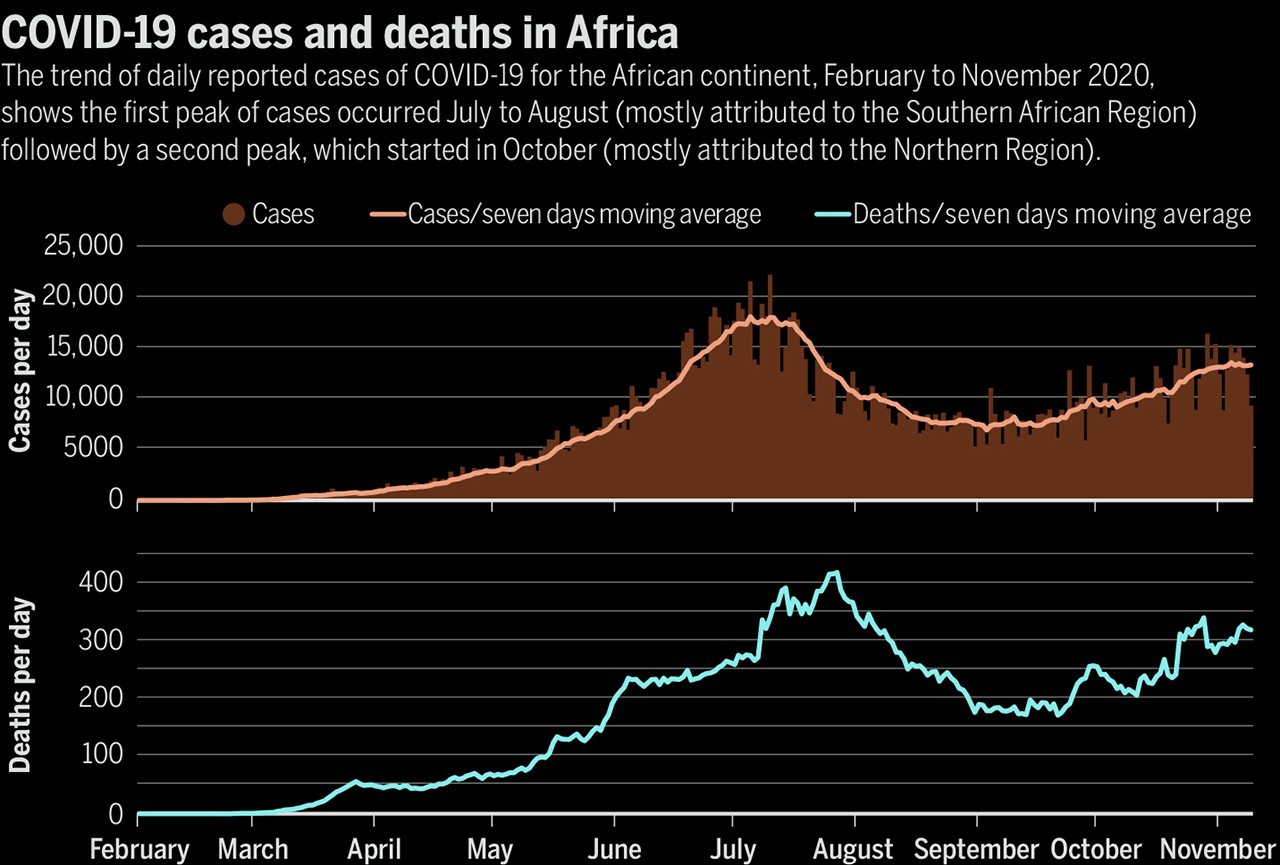 COVID-19 cases and deaths in Africa
The trend of daily reported cases of COVID-19 for the African continent, February to November 2020,
shows the first peak of cases occurred July to August (mostly attributed to the Southern African Region)
followed by a second peak, which started in October (mostly attributed to the Northern Region).
Cases Cases/seven days moving average Deaths/seven days moving average
Cases per day
25,000
20,000
15,000
10,000
5000
0
Deaths per day
400
300
200
100
0
February March April May June July August September October November